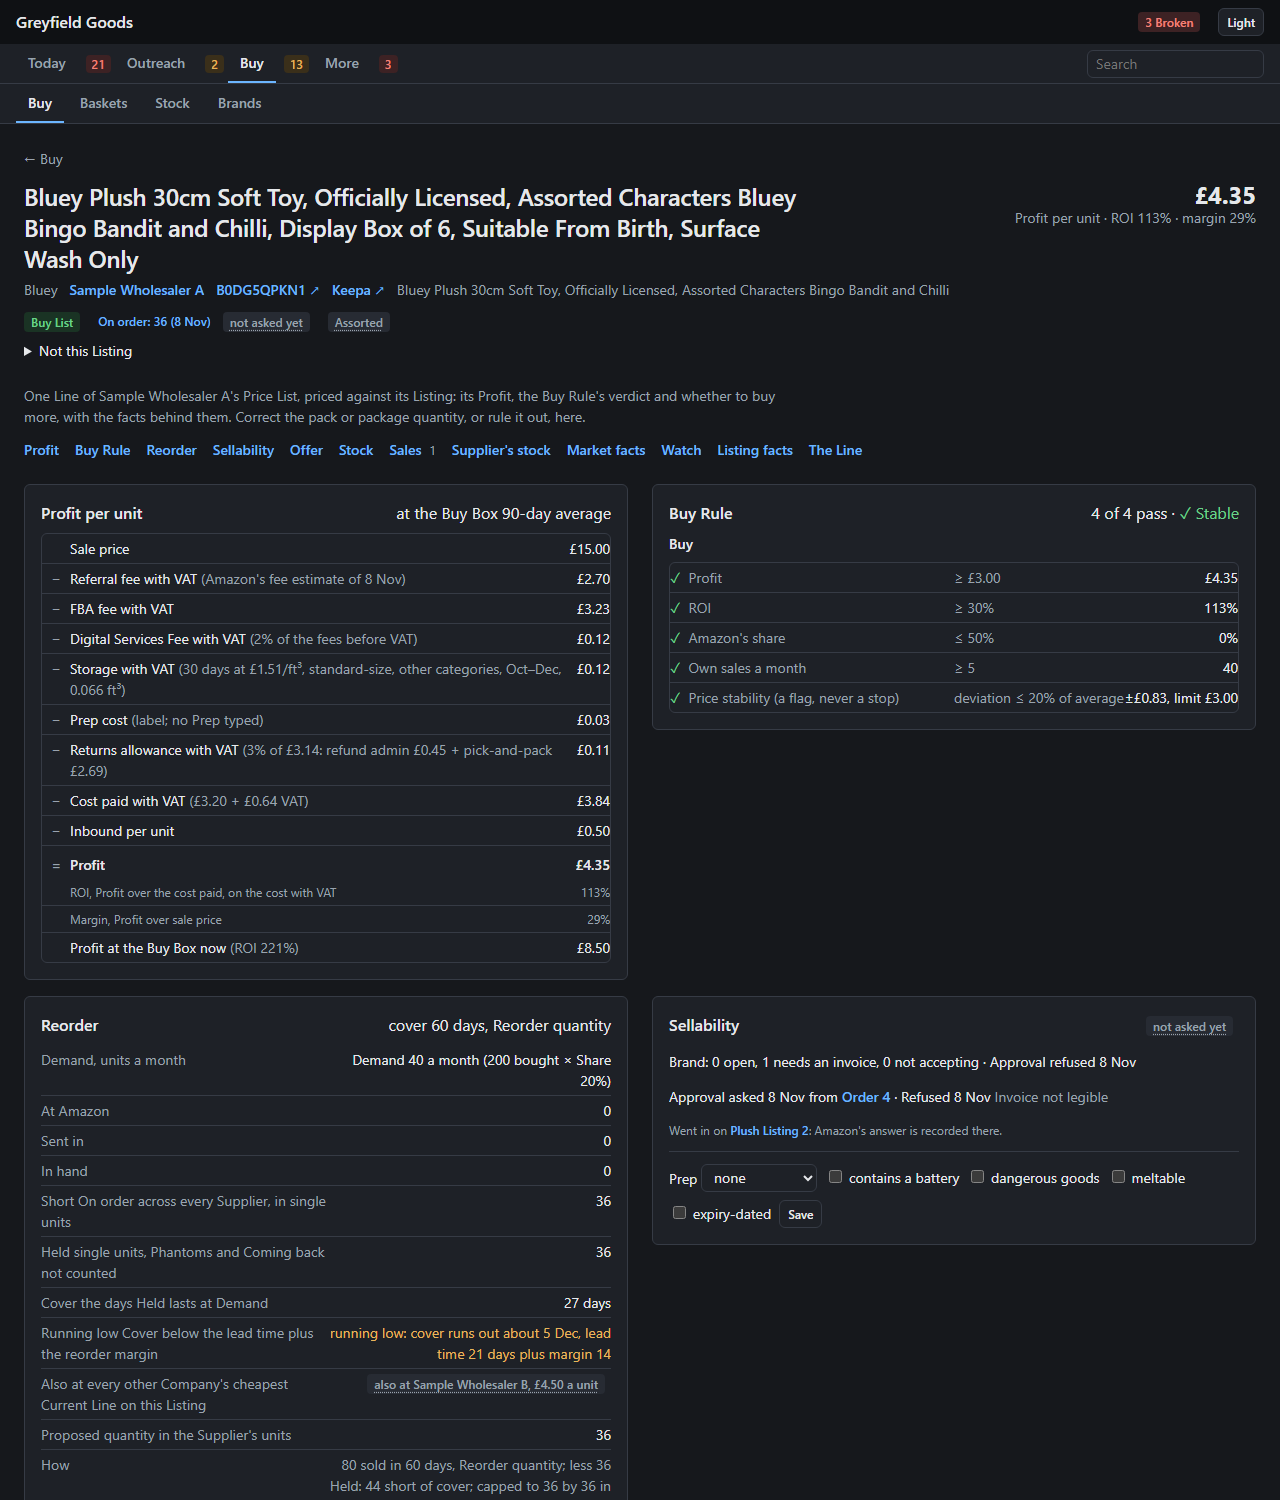 Greyfield Goods
3 Broken
Light
Today 21 Outreach 2 Buy 13 More 3
Search
Buy Baskets Stock Brands
← Buy
Bluey Plush 30cm Soft Toy, Officially Licensed, Assorted Characters Bluey
Bingo Bandit and Chilli, Display Box of 6, Suitable From Birth, Surface
Wash Only
£4.35
Profit per unit · ROI 113% · margin 29%
Bluey Sample Wholesaler A B0DG5QPKN1 ↗ Keepa ↗ Bluey Plush 30cm Soft Toy, Officially Licensed, Assorted Characters Bingo Bandit and Chilli
Buy List On order: 36 (8 Nov) not asked yet Assorted
▶ Not this Listing
One Line of Sample Wholesaler A's Price List, priced against its Listing: its Profit, the Buy Rule's verdict and whether to buy
more, with the facts behind them. Correct the pack or package quantity, or rule it out, here.
Profit Buy Rule Reorder Sellability Offer Stock Sales 1 Supplier's stock Market facts Watch Listing facts The Line
Profit per unit at the Buy Box 90-day average
Sale price £15.00
− Referral fee with VAT (Amazon's fee estimate of 8 Nov) £2.70
− FBA fee with VAT £3.23
− Digital Services Fee with VAT (2% of the fees before VAT) £0.12
− Storage with VAT (30 days at £1.51/ft³, standard-size, other categories, Oct–Dec, £0.12
0.066 ft³)
− Prep cost (label; no Prep typed) £0.03
− Returns allowance with VAT (3% of £3.14: refund admin £0.45 + pick-and-pack £0.11
£2.69)
− Cost paid with VAT (£3.20 + £0.64 VAT) £3.84
− Inbound per unit £0.50
= Profit £4.35
ROI, Profit over the cost paid, on the cost with VAT 113%
Margin, Profit over sale price 29%
Profit at the Buy Box now (ROI 221%) £8.50
Buy Rule 4 of 4 pass · ✓ Stable
Buy
✓ Profit ≥ £3.00 £4.35
✓ ROI ≥ 30% 113%
✓ Amazon's share ≤ 50% 0%
✓ Own sales a month ≥ 5 40
✓ Price stability (a flag, never a stop) deviation ≤ 20% of average ±£0.83, limit £3.00
Reorder cover 60 days, Reorder quantity
Demand, units a month Demand 40 a month (200 bought × Share
20%)
At Amazon 0
Sent in 0
In hand 0
Short On order across every Supplier, in single 36
units
Held single units, Phantoms and Coming back 36
not counted
Cover the days Held lasts at Demand 27 days
Running low Cover below the lead time plus running low: cover runs out about 5 Dec, lead
the reorder margin time 21 days plus margin 14
Also at every other Company's cheapest also at Sample Wholesaler B, £4.50 a unit
Current Line on this Listing
Proposed quantity in the Supplier's units 36
How 80 sold in 60 days, Reorder quantity; less 36
Held: 44 short of cover; capped to 36 by 36 in
Sellability not asked yet
Brand: 0 open, 1 needs an invoice, 0 not accepting · Approval refused 8 Nov
Approval asked 8 Nov from Order 4 · Refused 8 Nov Invoice not legible
Went in on Plush Listing 2: Amazon's answer is recorded there.
Prep none contains a battery dangerous goods meltable
expiry-dated Save